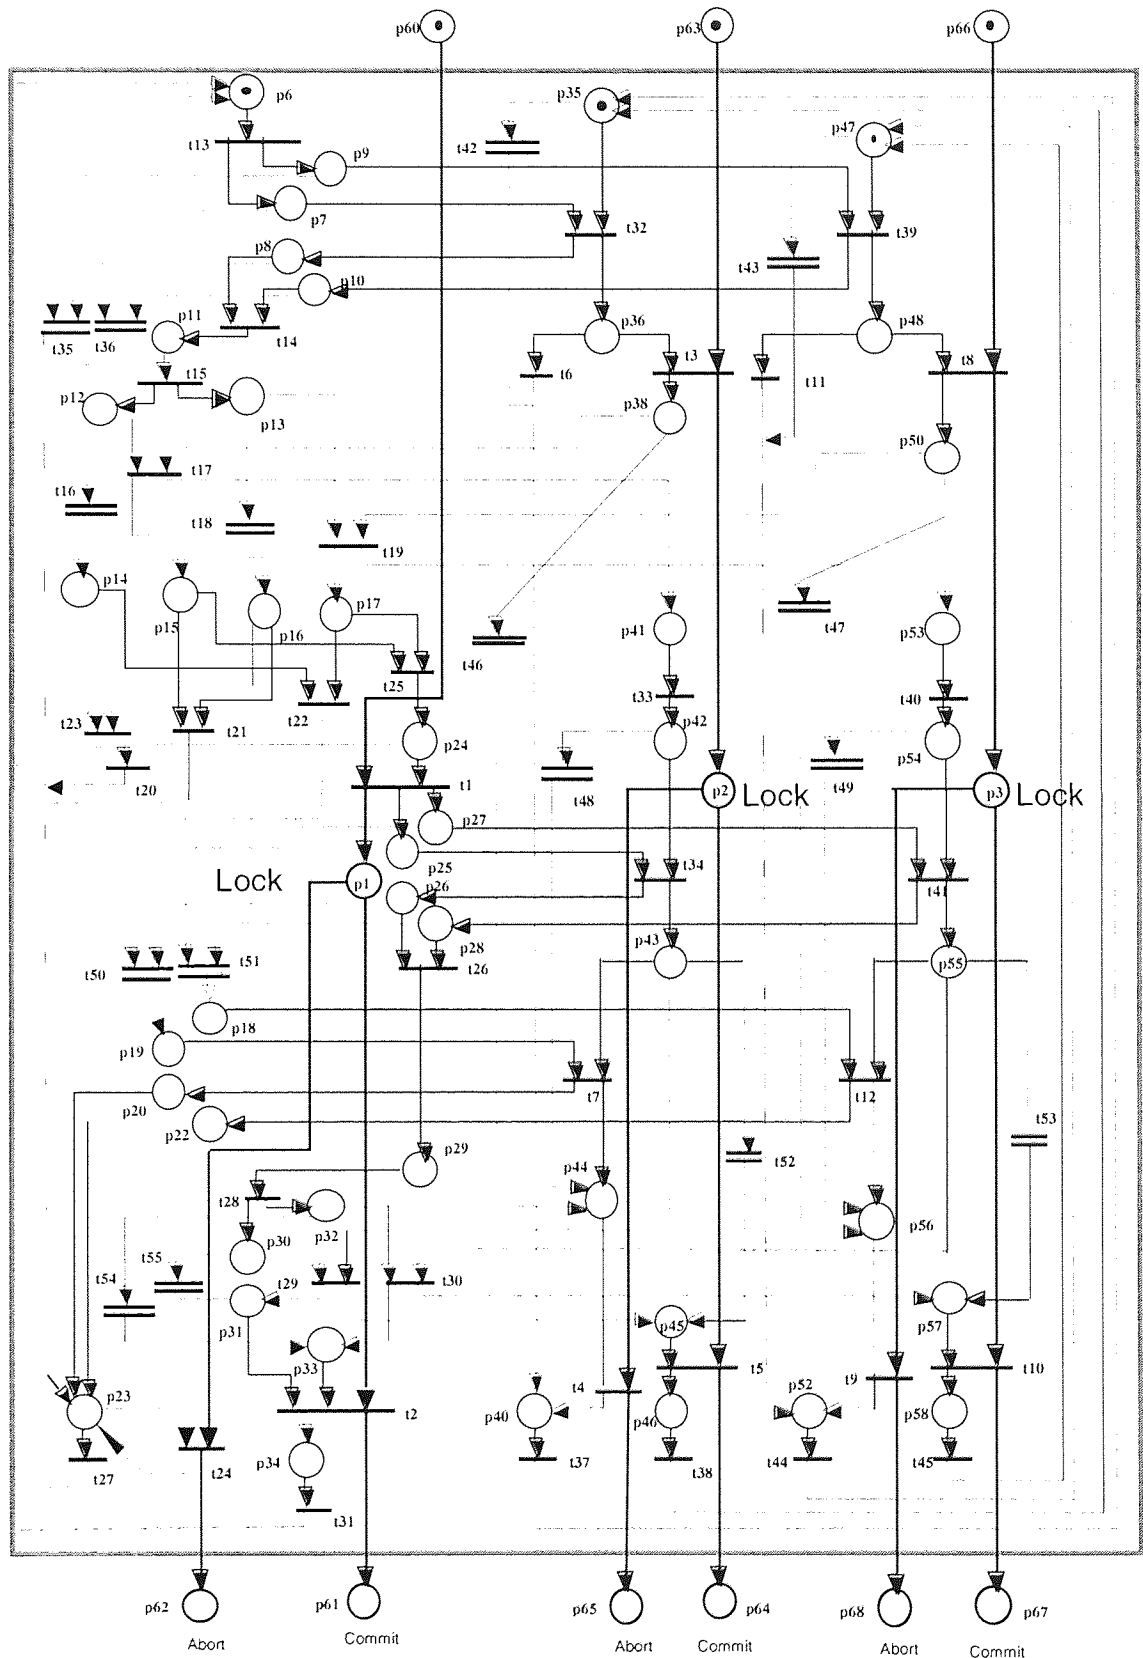 p60 p63 p66
p6 p35 p47
t13 p9 t42
p7 t32 t39
p8 p10 t43
p11 t14 p36 p48
t35 t36 t15 t6 t3 t11 t8
p12 p13 p38 p50
t17
t16 t18 t19
p14 p15 p16 p17 p41 t47 p53
t46
t25 t33 t40
t23 t21 t22 p24 p42 p54
t20 t1 t48 p2 Lock t49 p3 Lock
p27
p25 t34 t41
Lock p1 p26
p28 p43 p55
t50 t51 t26
p18
p19
p20 t7 t12
p22 t53
p29 t52
t28 p44
p32 p56
p30
t54 t55 t29 t30
p31 p45 p57
p33 t5 t10
p23 t2 p40 t4 p46 p52 t9 p58
t27 t24 p34 t37 t38 t44 t45
t31
p62 p61 p65 p64 p68 p67
Abort Commit Abort Commit Abort Commit